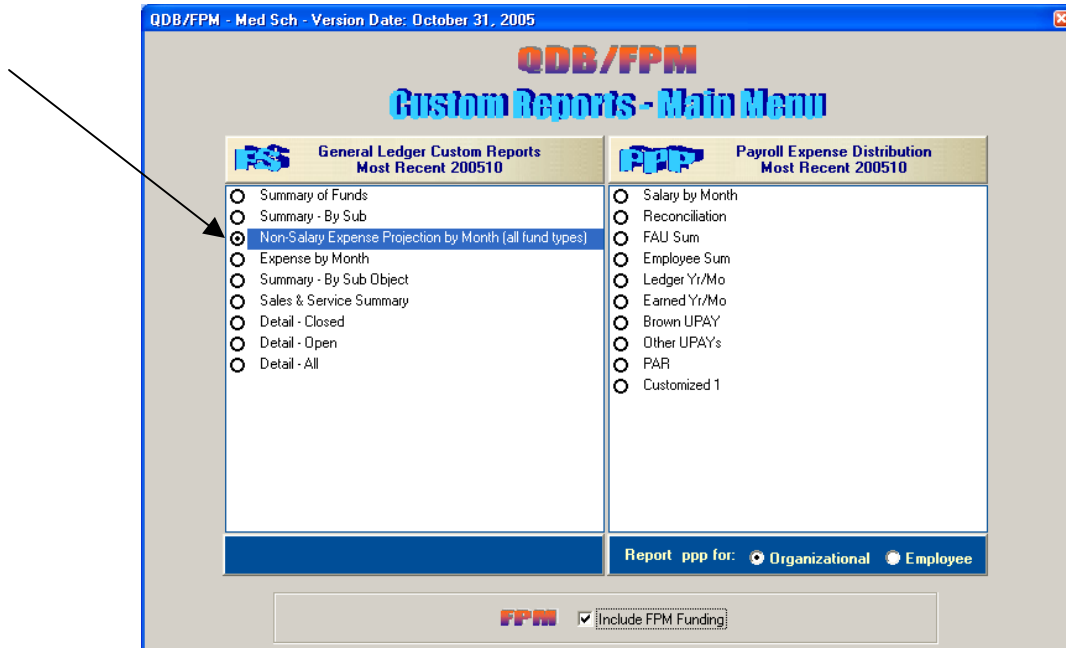 QDB/FPM - Med Sch - Version Date: October 31, 2005
QDB/FPM
Custom Reports - Main Menu
FS
General Ledger Custom Reports
Most Recent 200510
Summary of Funds
Summary - By Sub
Non-Salary Expense Projection by Month (all fund types)
Expense by Month
Summary - By Sub Object
Sales & Service Summary
Detail - Closed
Detail - Open
Detail - All
PPP
Payroll Expense Distribution
Most Recent 200510
Salary by Month
Reconciliation
FAU Sum
Employee Sum
Ledger Yr/Mo
Earned Yr/Mo
Brown UPAY
Other UPAYs
PAR
Customized 1
Report ppp for: Organizational Employee
FPM Include FPM Funding